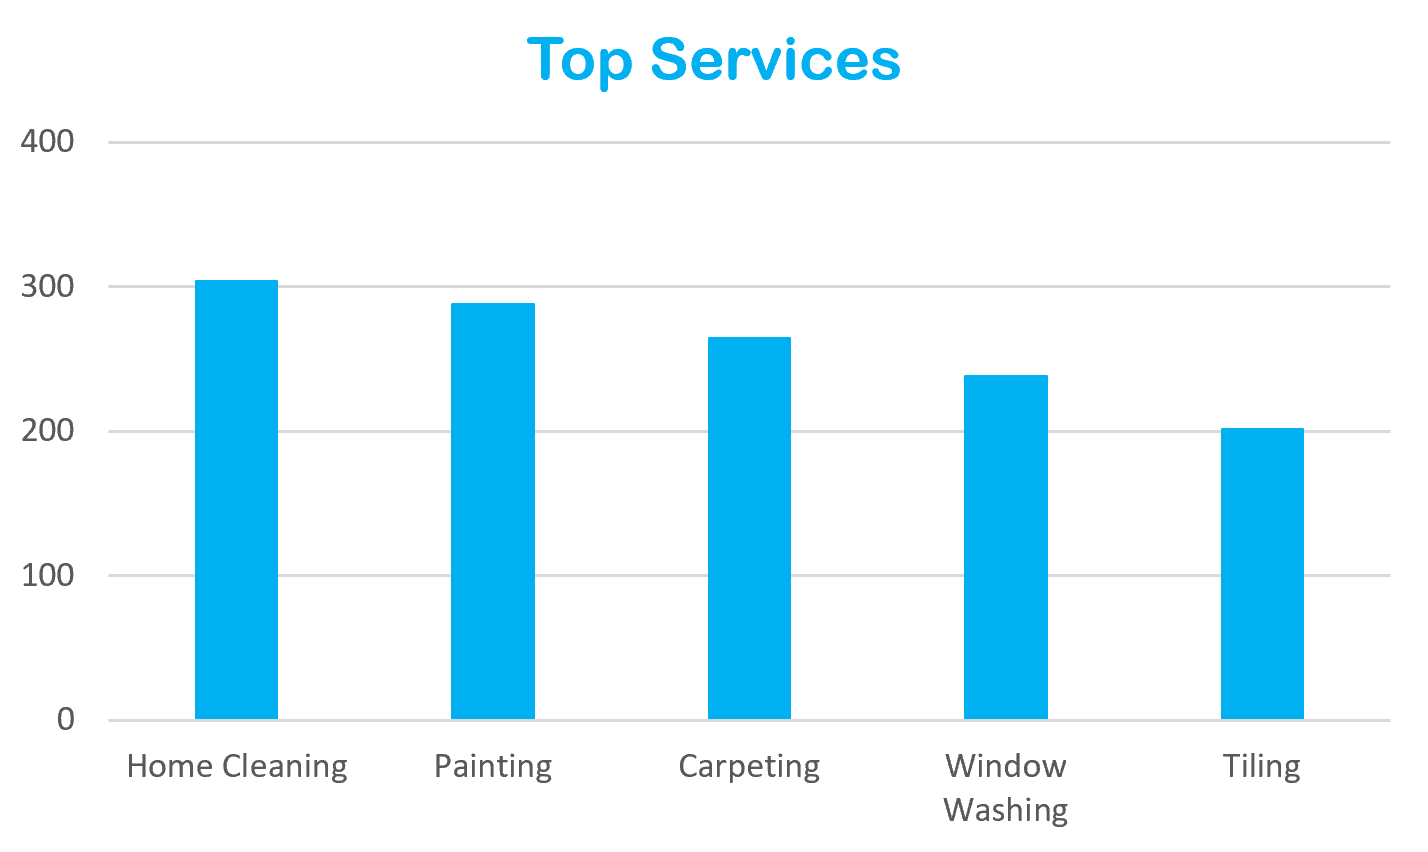 Top Services
400
300
200
100
0
Home Cleaning
Painting
Carpeting
Window
Washing
Tiling